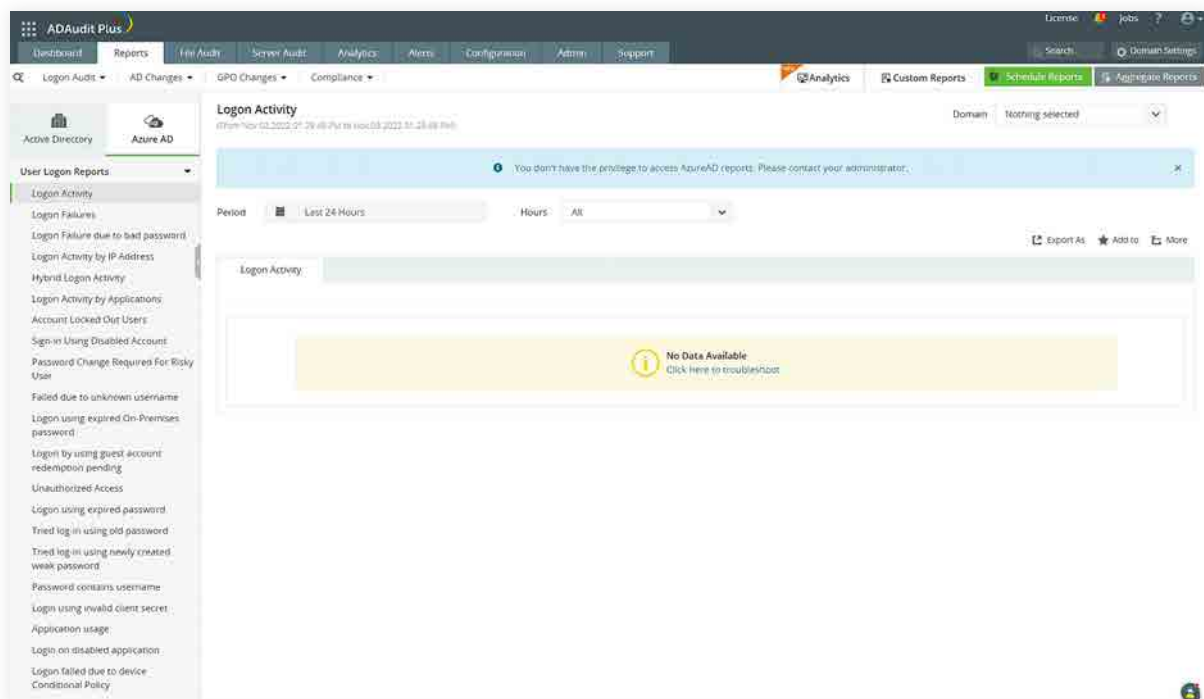 License Jobs ?
ADAudit Plus
Dashboard Reports File Audit Server Audit Analytics Alerts Configuration Admin Support Search Domain Settings
Logon Audit AD Changes GPO Changes Compliance Analytics Custom Reports Schedule Reports Aggregate Reports
Active Directory
Azure AD
User Logon Reports
Logon Activity
Logon Failures
Logon Failure due to bad password
Logon Activity by IP Address
Hybrid Logon Activity
Logon Activity by Applications
Account Locked Out Users
Sign-in Using Disabled Account
Password Change Required For Risky
User
Failed due to unknown username
Logon using expired On-Premises
password
Logon by using guest account
redemption pending
Unauthorized Access
Logon using expired password
Tried log-in using old password
Tried log-in using newly created
weak password
Password contains username
Login using invalid client secret
Application usage
Login on disabled application
Logon failed due to device
Conditional Policy
Logon Activity
Domain Nothing selected
You don't have the privilege to access AzureAD reports. Please contact your administrator.
Period Last 24 Hours Hours All
Export As Add to More
Logon Activity
No Data Available
Click Here to troubleshoot